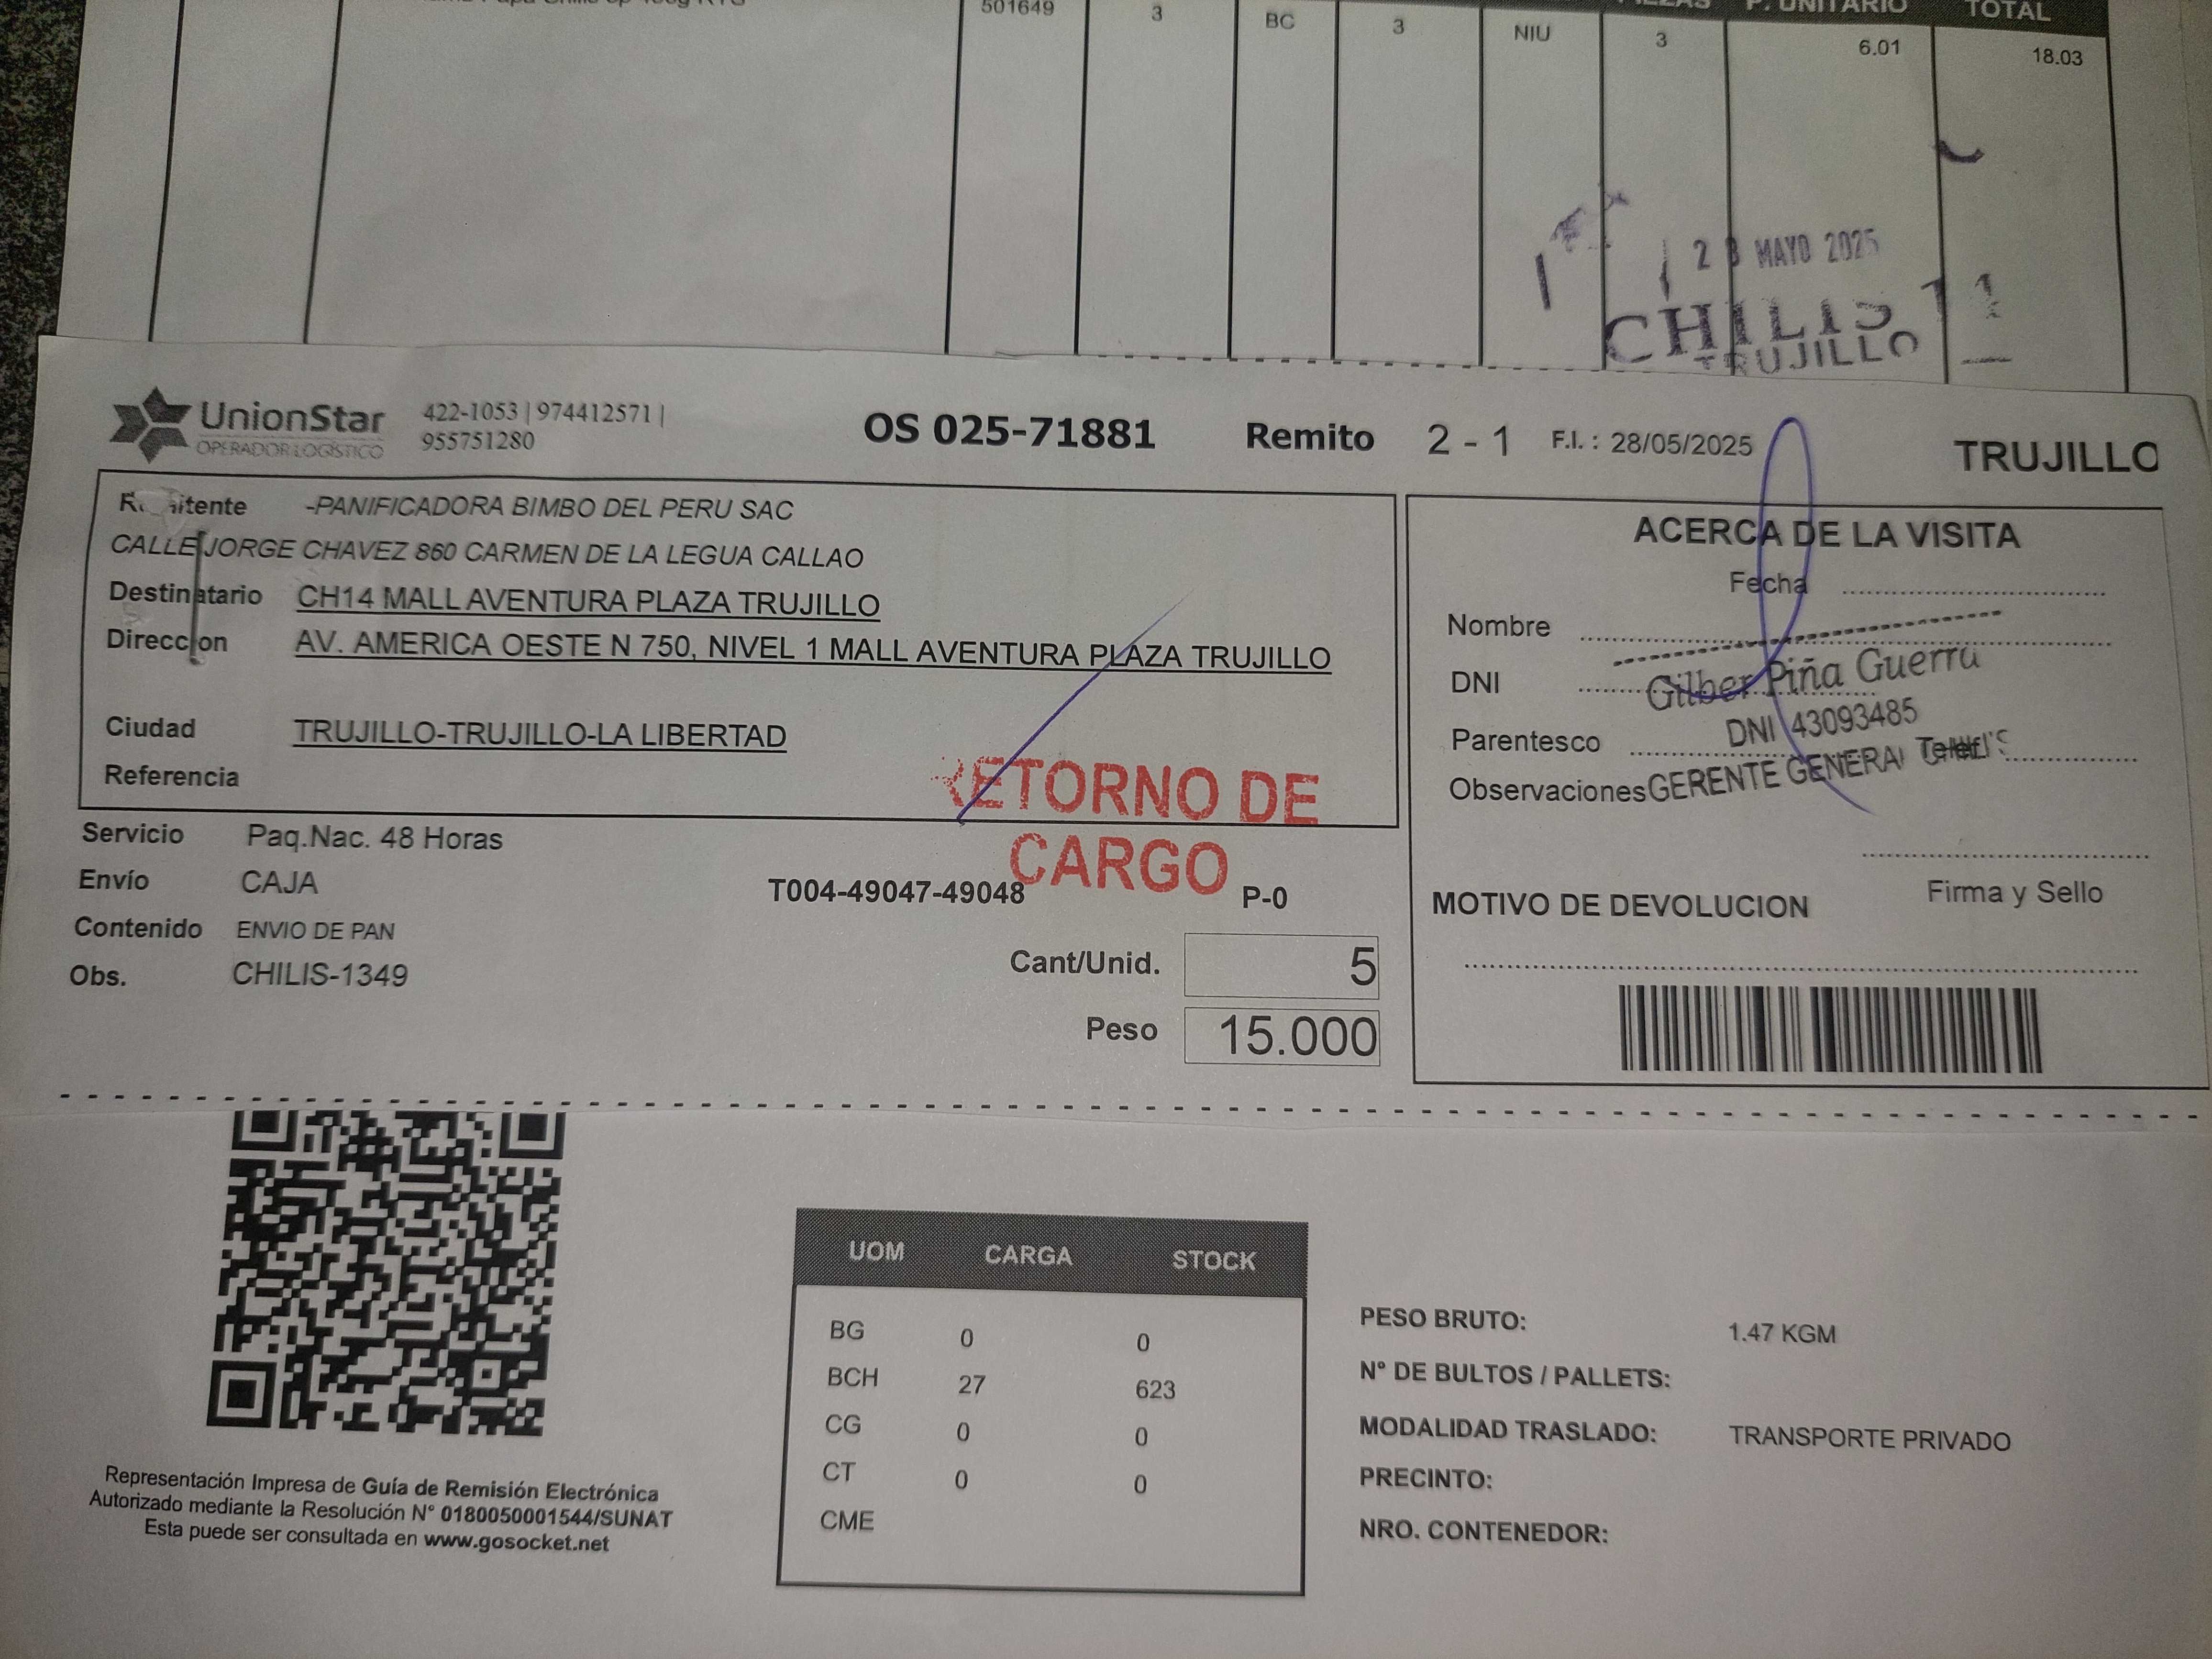 501649 3 BC 3 NIU 3 6.01 18.03
P. UNITARIO TOTAL
MAYO 2025
CHILIS
TRUJILLO
UnionStar
OPERADOR LOGÍSTICO
422-1053 | 974412571 |
955751280
OS 025-71881 Remito 2 - 1 F.I. : 28/05/2025 TRUJILLO
-PANIFICADORA BIMBO DEL PERU SAC
CALLE JORGE CHAVEZ 860 CARMEN DE LA LEGUA CALLAO
Destinatario CH14 MALL AVENTURA PLAZA TRUJILLO
Direccion AV. AMERICA OESTE N 750, NIVEL 1 MALL AVENTURA PLAZA TRUJILLO
Ciudad TRUJILLO-TRUJILLO-LA LIBERTAD
Referencia
RETORNO DE
CARGO
Servicio Paq.Nac. 48 Horas
Envío CAJA
T004-49047-49048 P-0
Contenido ENVIO DE PAN
Obs. CHILIS-1349
Cant/Unid. 5
Peso 15.000
ACERCA DE LA VISITA
Fecha
Nombre
DNI
Gilber Piña Guerra
DNI 43093485
Parentesco
Observaciones GERENTE GENERAL
Firma y Sello
MOTIVO DE DEVOLUCION
Representación Impresa de Guía de Remisión Electrónica
Autorizado mediante la Resolución N° 0180050001544/SUNAT
Esta puede ser consultada en www.gosocket.net
UOM CARGA STOCK
BG 0 0
BCH 27 623
CG 0 0
CT 0 0
CME
PESO BRUTO: 1.47 KGM
N° DE BULTOS / PALLETS:
MODALIDAD TRASLADO: TRANSPORTE PRIVADO
PRECINTO:
NRO. CONTENEDOR: